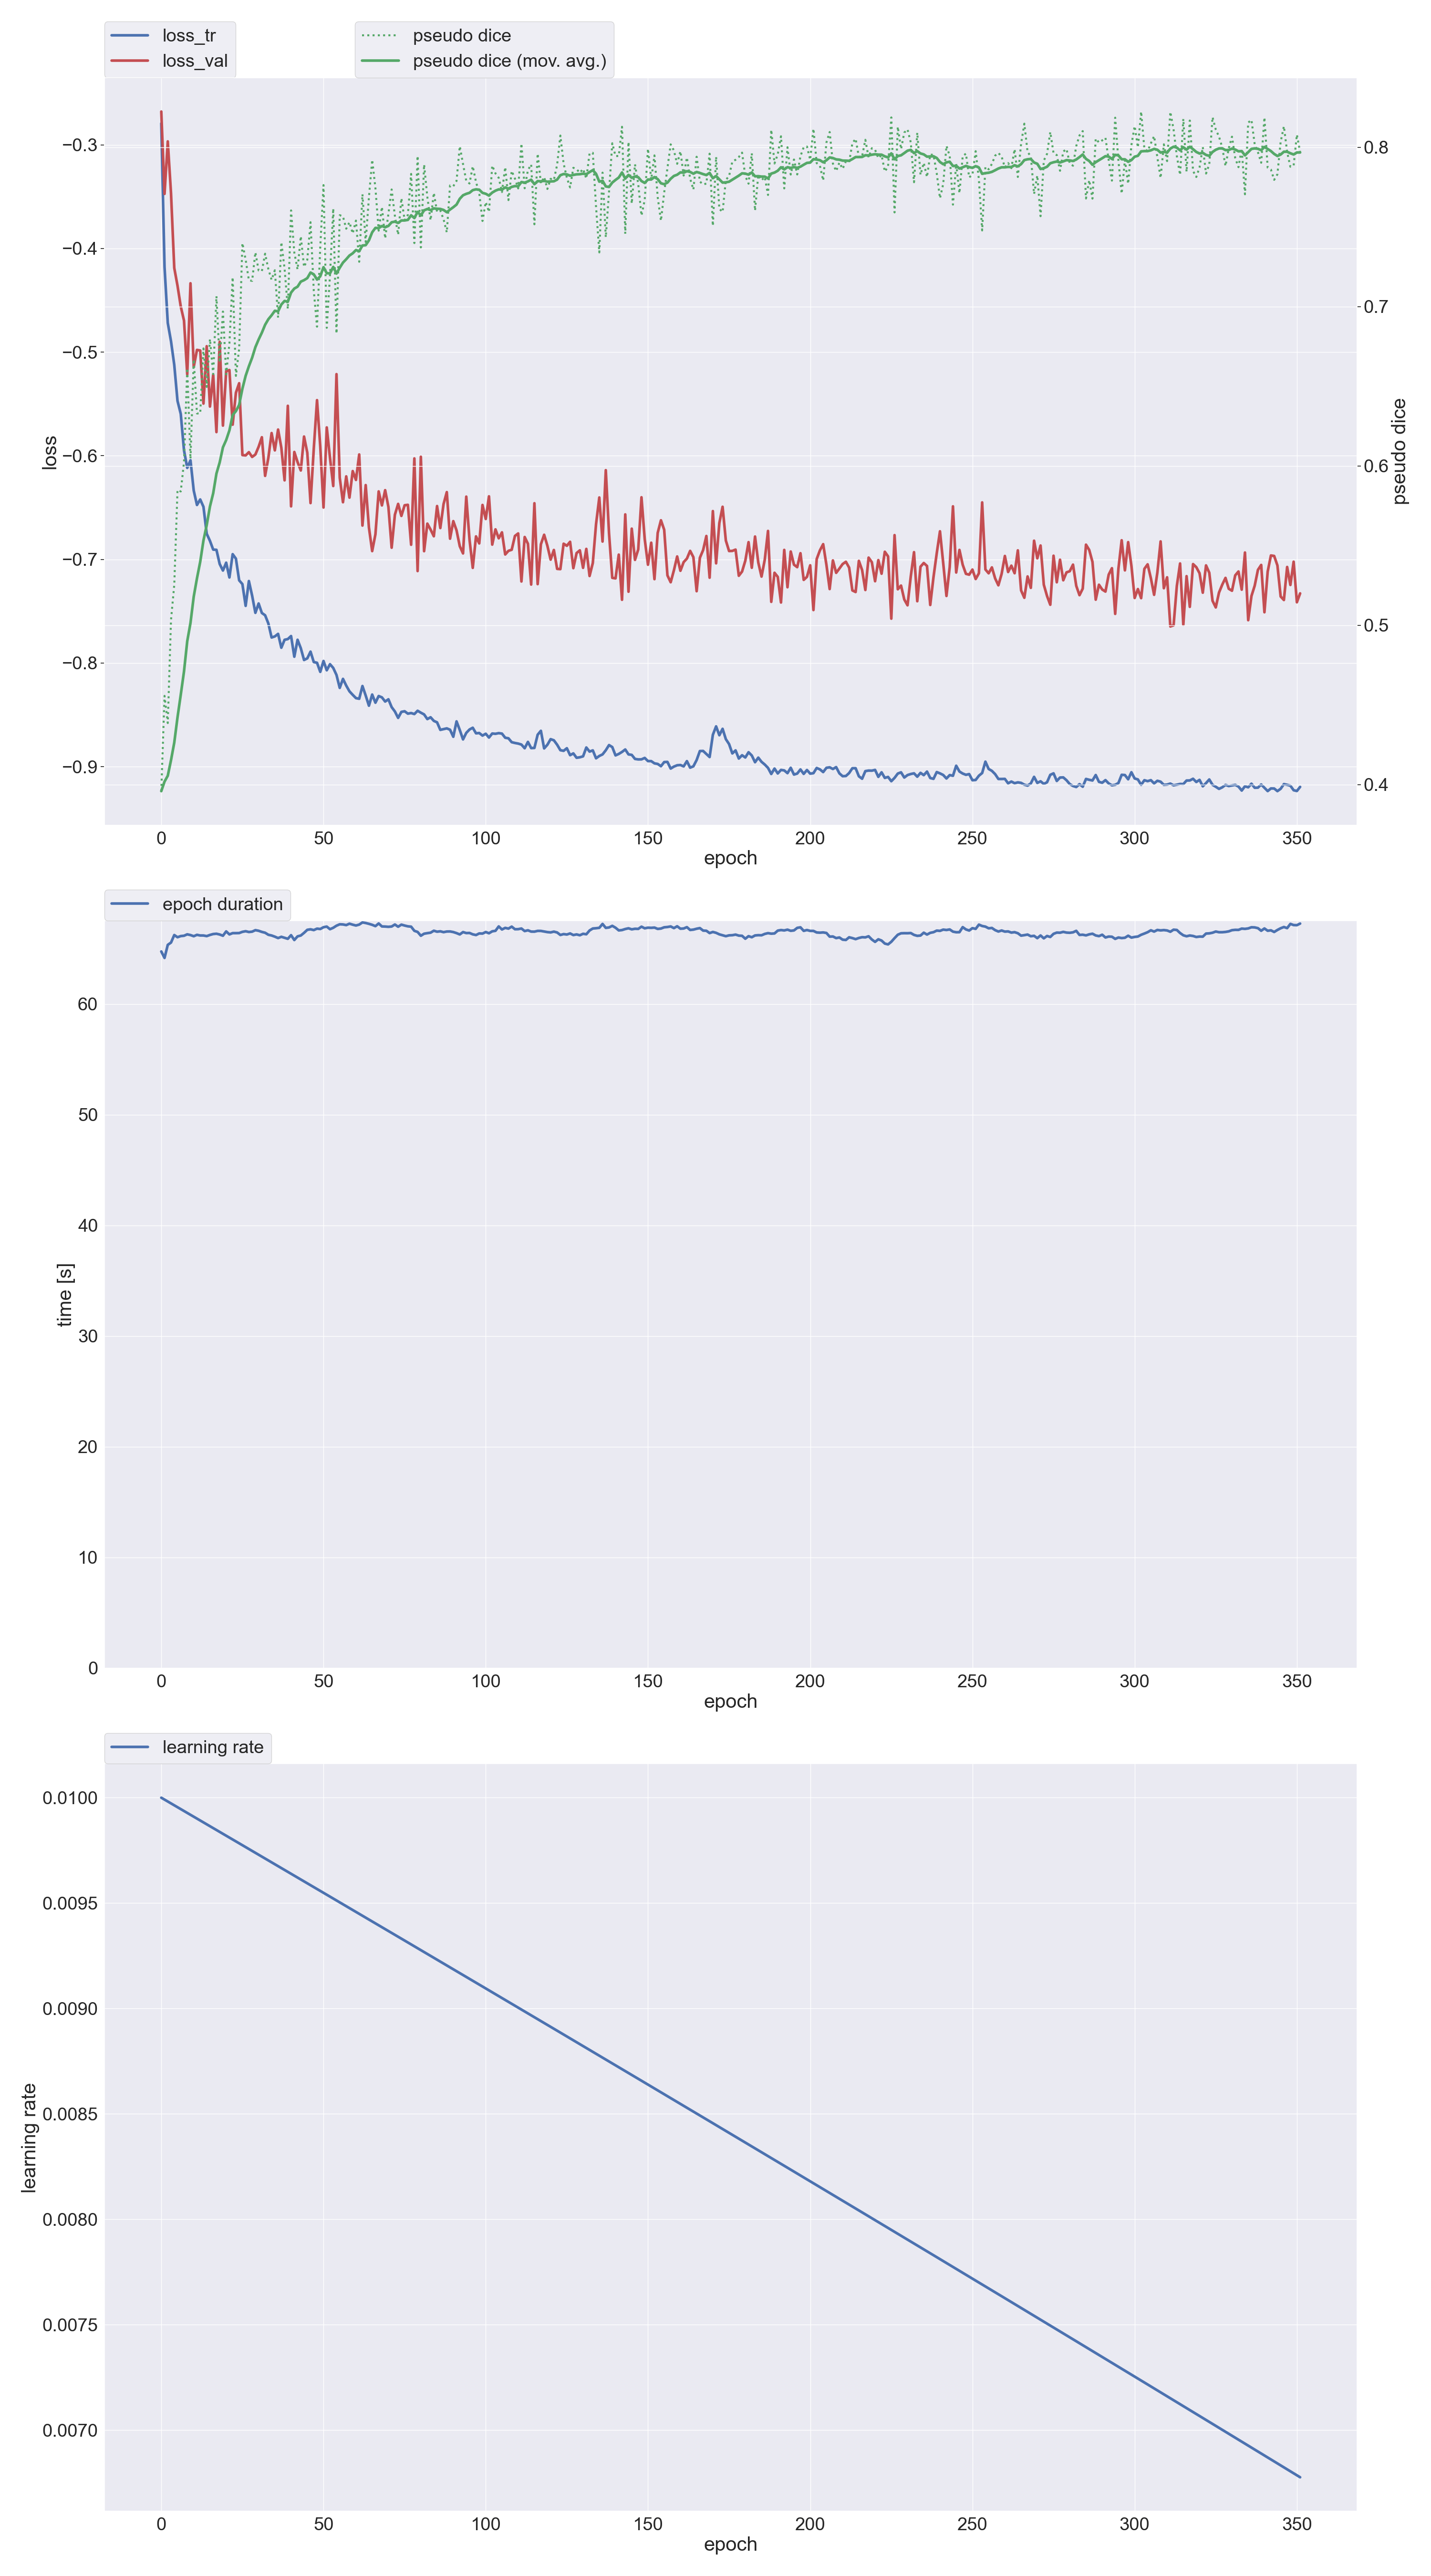 loss_tr
loss_val
pseudo dice
pseudo dice (mov. avg.)
−0.3
−0.4
−0.5
−0.6
−0.7
−0.8
−0.9
loss
0.8
0.7
0.6
0.5
0.4
pseudo dice
0 50 100 150 200 250 300 350
epoch
epoch duration
60
50
40
30
20
10
0
time [s]
0 50 100 150 200 250 300 350
epoch
learning rate
0.0100
0.0095
0.0090
0.0085
0.0080
0.0075
0.0070
learning rate
0 50 100 150 200 250 300 350
epoch